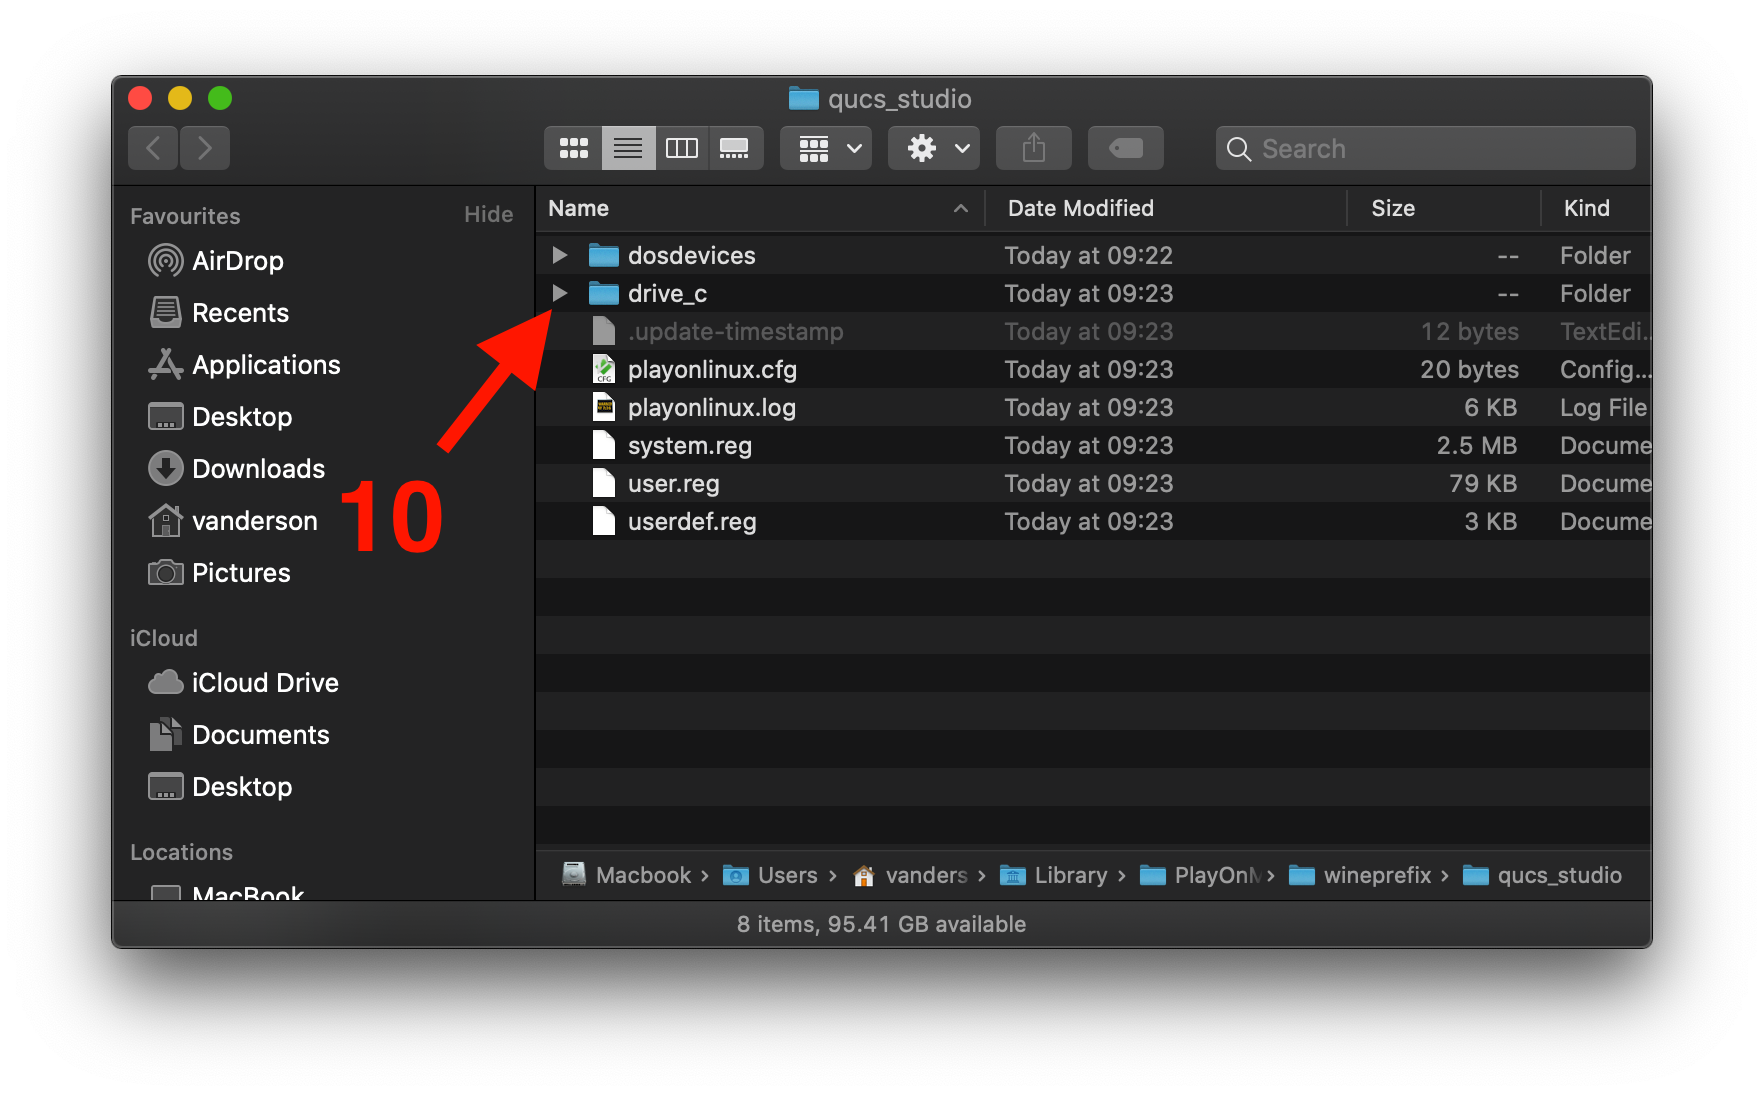 qucs_studio
Search
Favourites Hide
AirDrop
Recents
Applications
Desktop
Downloads
vanderson
Pictures
iCloud
iCloud Drive
Documents
Desktop
Locations
MacBook
10
Name Date Modified Size Kind
dosdevices Today at 09:22 -- Folder
drive_c Today at 09:23 -- Folder
.update-timestamp Today at 09:23 12 bytes TextEdi...
playonlinux.cfg Today at 09:23 20 bytes Config...
playonlinux.log Today at 09:23 6 KB Log File
system.reg Today at 09:23 2.5 MB Docume
user.reg Today at 09:23 79 KB Docume
userdef.reg Today at 09:23 3 KB Docume
Macbook › Users › vanders › Library › PlayOnM › wineprefix › qucs_studio
8 items, 95.41 GB available